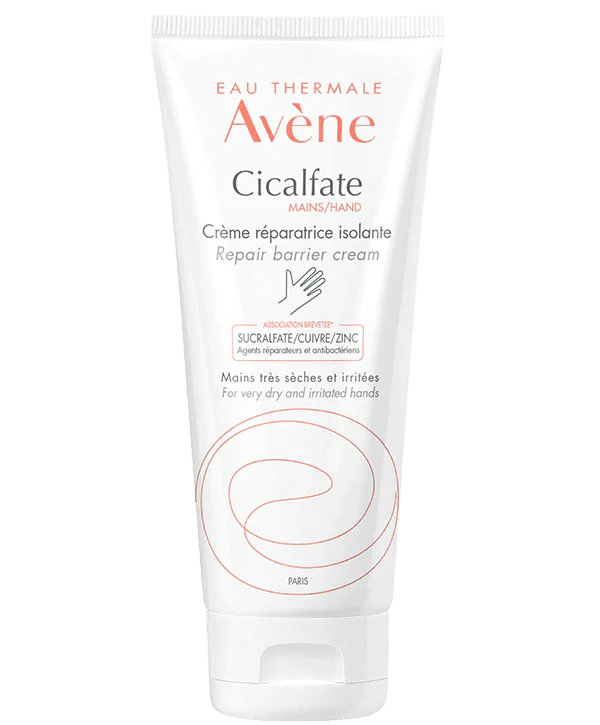 EAU THERMALE
Avène
Cicalfate
MAINS/HAND
Crème réparatrice isolante
Repair barrier cream
ASSOCIATION BREVETÉE*
SUCRALFATE/CUIVRE/ZINC
Agents réparateurs et antibactériens
Mains très sèches et irritées
For very dry and irritated hands
PARIS